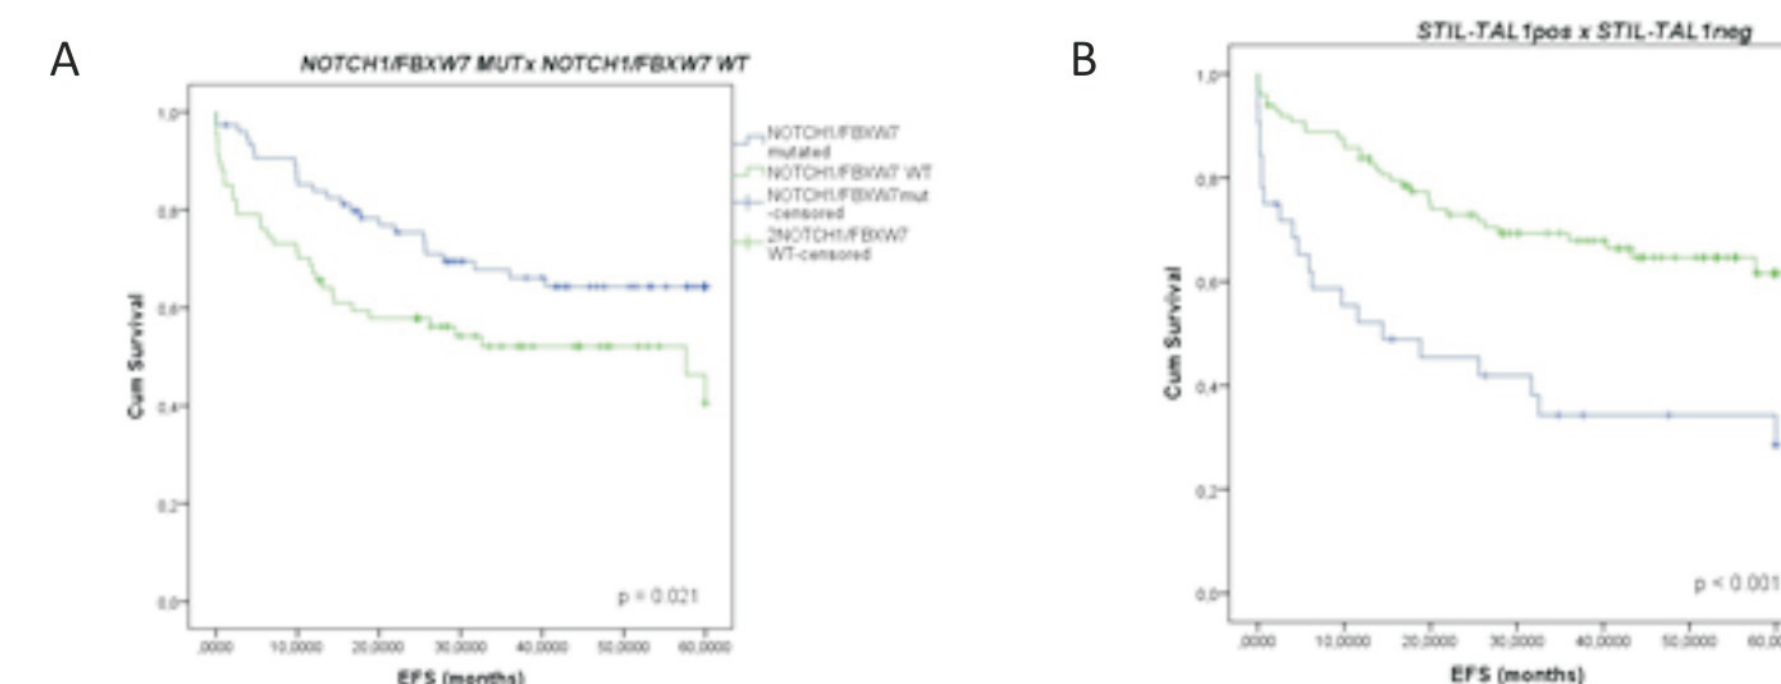 A
NOTCH1/FBXW7 MUTx NOTCH1/FBXW7 WT
1,0
0,8
0,6
0,4
0,2
0,0
Cum Survival
,0000 10,0000 20,0000 30,0000 40,0000 50,0000 60,0000
EFS (months)
p = 0.021
NOTCH1/FBXW7
mutated
NOTCH1/FBXW7 WT
NOTCH1/FBXW7mut
-censored
2NOTCH1/FBXW7
WT-censored
B
STIL-TAL1pos x STIL-TAL1neg
1,0
0,8
0,6
0,4
0,2
0,0
Cum Survival
p < 0.001
,0000 10,0000 20,0000 30,0000 40,0000 50,0000 60,00
EFS (months)